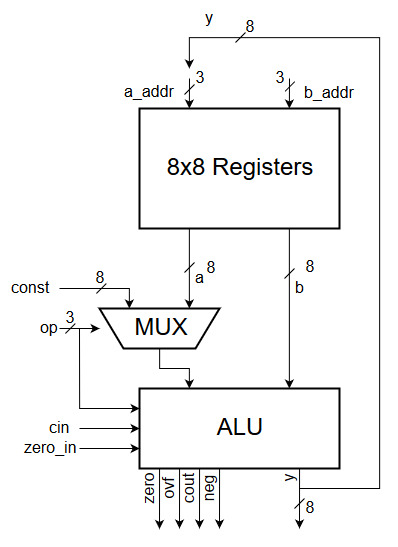 y
8
3
3
a_addr
b_addr
8x8 Registers
8
8
8
a
b
const
op
3
MUX
cin
zero_in
ALU
zero
ovf
cout
neg
y
8